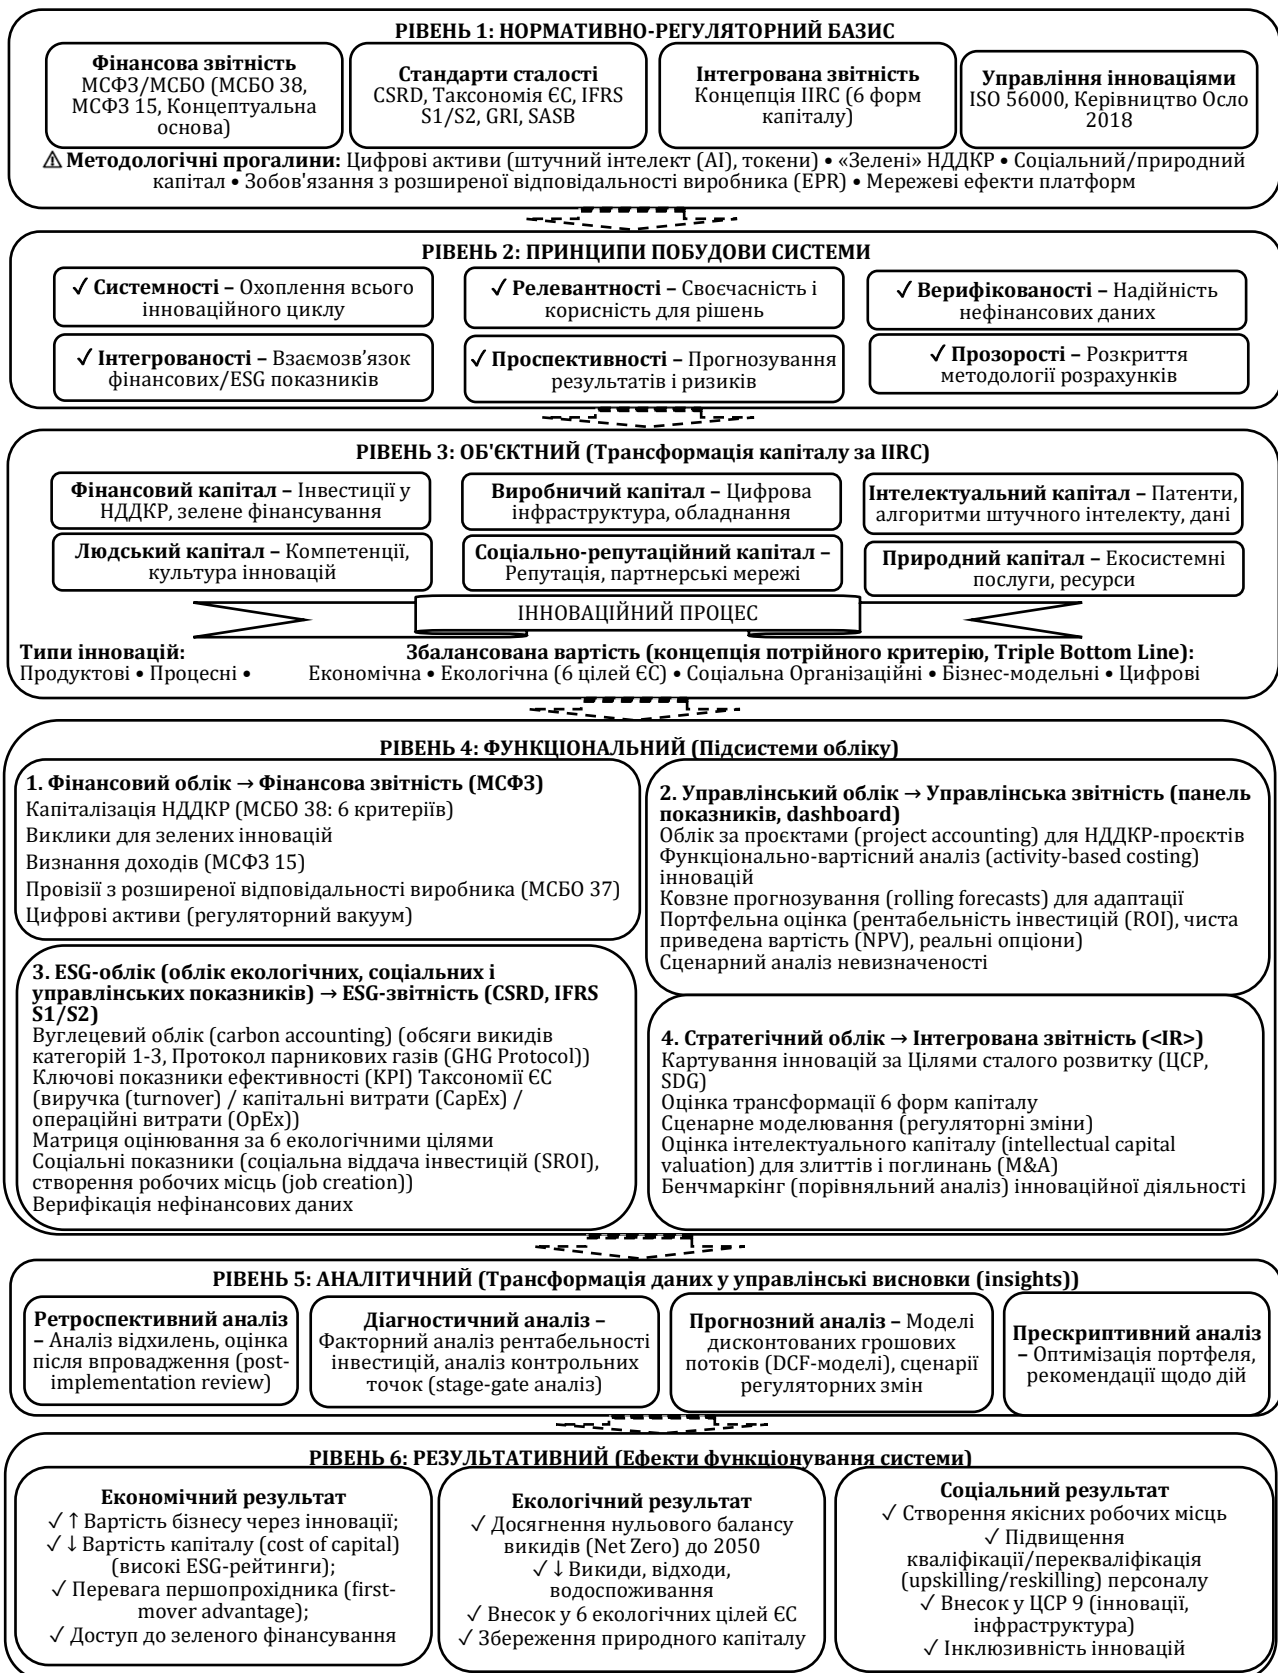 РІВЕНЬ 1: НОРМАТИВНО-РЕГУЛЯТОРНИЙ БАЗИС
Фінансова звітність
МСФЗ/МСБО (МСБО 38,
МСФЗ 15, Концептуальна
основа)
Стандарти сталості
CSRD, Таксономія ЄС, IFRS
S1/S2, GRI, SASB
Інтегрована звітність
Концепція IIRC (6 форм
капіталу)
Управління інноваціями
ISO 56000, Керівництво Осло
2018
⚠ Методологічні прогалини: Цифрові активи (штучний інтелект (AI), токени) • «Зелені» НДДКР • Соціальний/природний
капітал • Зобов'язання з розширеної відповідальності виробника (EPR) • Мережеві ефекти платформ
РІВЕНЬ 2: ПРИНЦИПИ ПОБУДОВИ СИСТЕМИ
✓ Системності – Охоплення всього
інноваційного циклу
✓ Релевантності – Своєчасність і
корисність для рішень
✓ Верифікованості – Надійність
нефінансових даних
✓ Інтегрованості – Взаємозв'язок
фінансових/ESG показників
✓ Проспективності – Прогнозування
результатів і ризиків
✓ Прозорості – Розкриття
методології розрахунків
РІВЕНЬ 3: ОБ'ЄКТНИЙ (Трансформація капіталу за IIRC)
Фінансовий капітал – Інвестиції у
НДДКР, зелене фінансування
Виробничий капітал – Цифрова
інфраструктура, обладнання
Інтелектуальний капітал – Патенти,
алгоритми штучного інтелекту, дані
Людський капітал – Компетенції,
культура інновацій
Соціально-репутаційний капітал –
Репутація, партнерські мережі
Природний капітал – Екосистемні
послуги, ресурси
ІННОВАЦІЙНИЙ ПРОЦЕС
Типи інновацій: Збалансована вартість (концепція потрійного критерію, Triple Bottom Line):
Продуктові • Процесні • Економічна • Екологічна (6 цілей ЄС) • Соціальна Організаційні • Бізнес-модельні • Цифрові
РІВЕНЬ 4: ФУНКЦІОНАЛЬНИЙ (Підсистеми обліку)
1. Фінансовий облік → Фінансова звітність (МСФЗ)
Капіталізація НДДКР (МСБО 38: 6 критеріїв)
Виклики для зелених інновацій
Визнання доходів (МСФЗ 15)
Провізії з розширеної відповідальності виробника (МСБО 37)
Цифрові активи (регуляторний вакуум)
2. Управлінський облік → Управлінська звітність (панель
показників, dashboard)
Облік за проєктами (project accounting) для НДДКР-проєктів
Функціонально-вартісний аналіз (activity-based costing)
інновацій
Ковзне прогнозування (rolling forecasts) для адаптації
Портфельна оцінка (рентабельність інвестицій (ROI), чиста
приведена вартість (NPV), реальні опціони)
Сценарний аналіз невизначеності
3. ESG-облік (облік екологічних, соціальних і
управлінських показників) → ESG-звітність (CSRD, IFRS
S1/S2)
Вуглецевий облік (carbon accounting) (обсяги викидів
категорій 1-3, Протокол парникових газів (GHG Protocol))
Ключові показники ефективності (KPI) Таксономії ЄС
(виручка (turnover) / капітальні витрати (CapEx) /
операційні витрати (OpEx))
Матриця оцінювання за 6 екологічними цілями
Соціальні показники (соціальна віддача інвестицій (SROI),
створення робочих місць (job creation))
Верифікація нефінансових даних
4. Стратегічний облік → Інтегрована звітність (<IR>)
Картування інновацій за Цілями сталого розвитку (ЦСР,
SDG)
Оцінка трансформації 6 форм капіталу
Сценарне моделювання (регуляторні зміни)
Оцінка інтелектуального капіталу (intellectual capital
valuation) для злиттів і поглинань (M&A)
Бенчмаркінг (порівняльний аналіз) інноваційної діяльності
РІВЕНЬ 5: АНАЛІТИЧНИЙ (Трансформація даних у управлінські висновки (insights))
Ретроспективний аналіз
– Аналіз відхилень, оцінка
після впровадження (post-
implementation review)
Діагностичний аналіз –
Факторний аналіз рентабельності
інвестицій, аналіз контрольних
точок (stage-gate аналіз)
Прогнозний аналіз – Моделі
дисконтованих грошових
потоків (DCF-моделі), сценарії
регуляторних змін
Прескриптивний аналіз
– Оптимізація портфеля,
рекомендації щодо дій
РІВЕНЬ 6: РЕЗУЛЬТАТИВНИЙ (Ефекти функціонування системи)
Економічний результат
✓ ↑ Вартість бізнесу через інновації;
✓ ↓ Вартість капіталу (cost of capital)
(високі ESG-рейтинги);
✓ Перевага першопрохідника (first-
mover advantage);
✓ Доступ до зеленого фінансування
Екологічний результат
✓ Досягнення нульового балансу
викидів (Net Zero) до 2050
✓ ↓ Викиди, відходи,
водоспоживання
✓ Внесок у 6 екологічних цілей ЄС
✓ Збереження природного капіталу
Соціальний результат
✓ Створення якісних робочих місць
✓ Підвищення
кваліфікації/перекваліфікація
(upskilling/reskilling) персоналу
✓ Внесок у ЦСР 9 (інновації,
інфраструктура)
✓ Інклюзивність інновацій